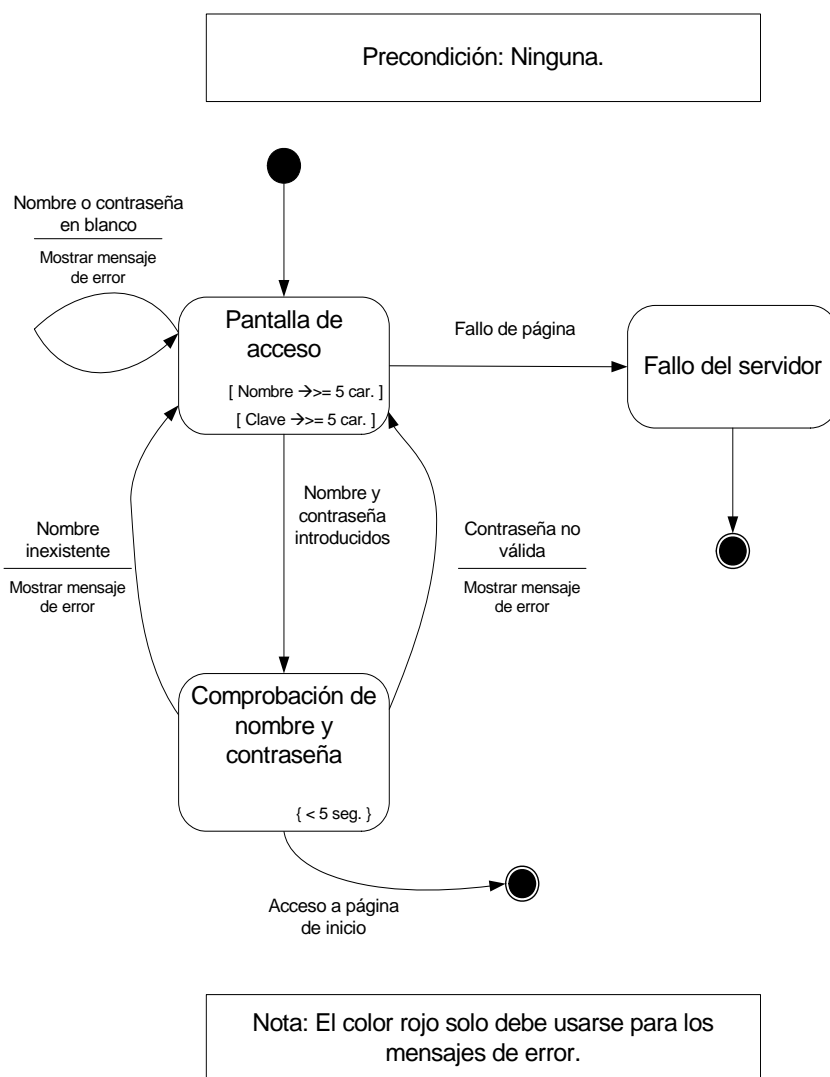 Precondición: Ninguna.
Nombre o contraseña
en blanco
Mostrar mensaje
de error
Pantalla de
acceso
[ Nombre →>= 5 car. ]
[ Clave →>= 5 car. ]
Fallo de página
Fallo del servidor
Nombre y
contraseña
introducidos
Nombre
inexistente
Mostrar mensaje
de error
Contraseña no
válida
Mostrar mensaje
de error
Comprobación de
nombre y
contraseña
{ < 5 seg. }
Acceso a página
de inicio
Nota: El color rojo solo debe usarse para los
mensajes de error.